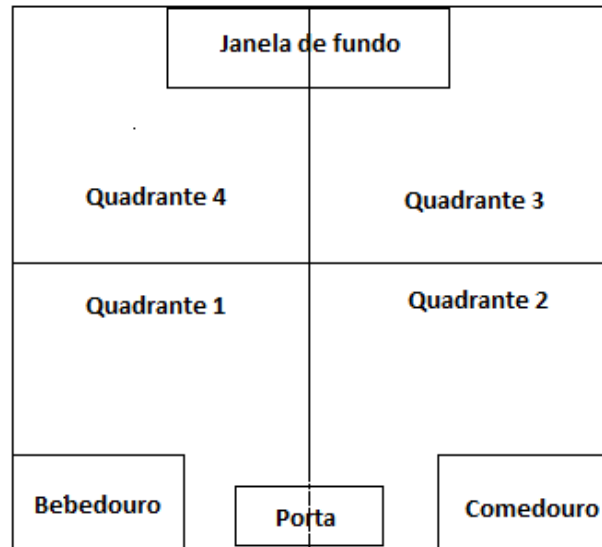 Janela de fundo
Quadrante 4
Quadrante 3
Quadrante 1
Quadrante 2
Bebedouro
Porta
Comedouro